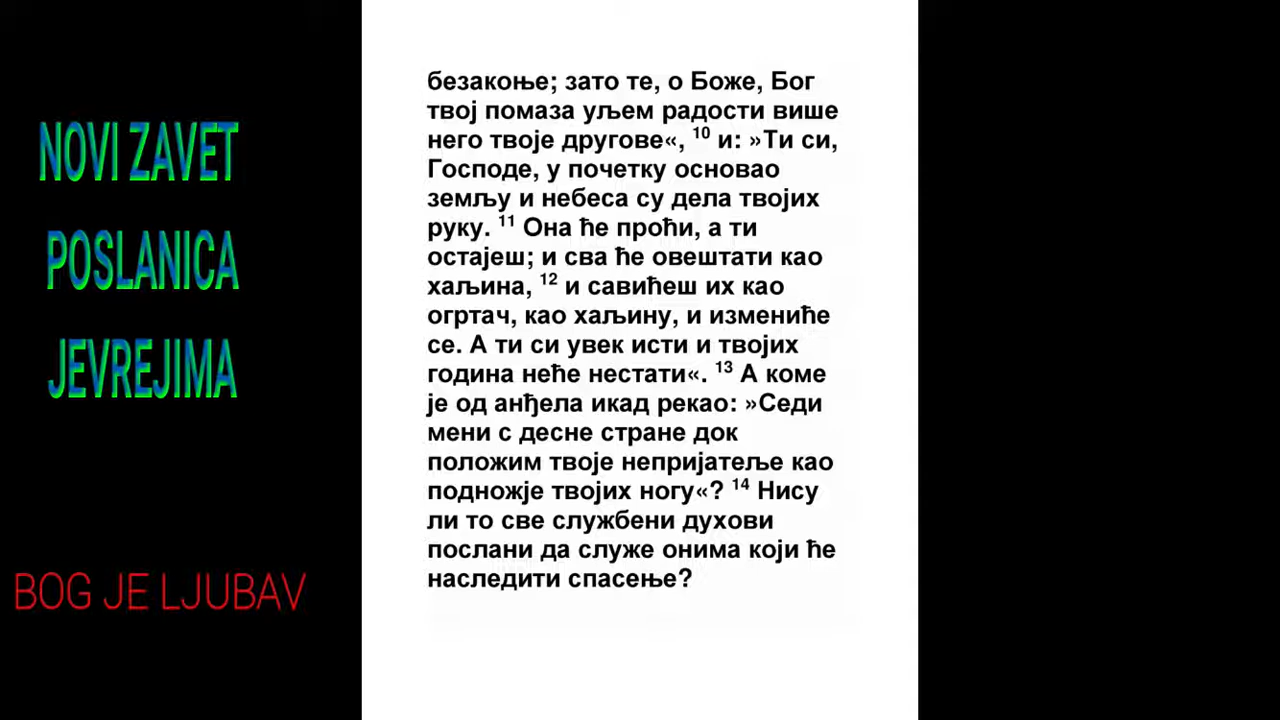 NOVI ZAVET
POSLANICA
JEVREJIMA
BOG JE LJUBAV
безакоње; зато те, о Боже, Бог
твој помаза уљем радости више
него твоје другове«, 10 и: »Ти си,
Господе, у почетку основао
земљу и небеса су дела твојих
руку. 11 Она ће проћи, а ти
остајеш; и сва ће овештати као
хаљина, 12 и савићеш их као
огртач, као хаљину, и измениће
се. А ти си увек исти и твојих
година неће нестати«. 13 А коме
је од анђела икад рекао: »Седи
мени с десне стране док
положим твоје непријатеље као
подножје твојих ногу«? 14 Нису
ли то све службени духови
послани да служе онима који ће
наследити спасење?